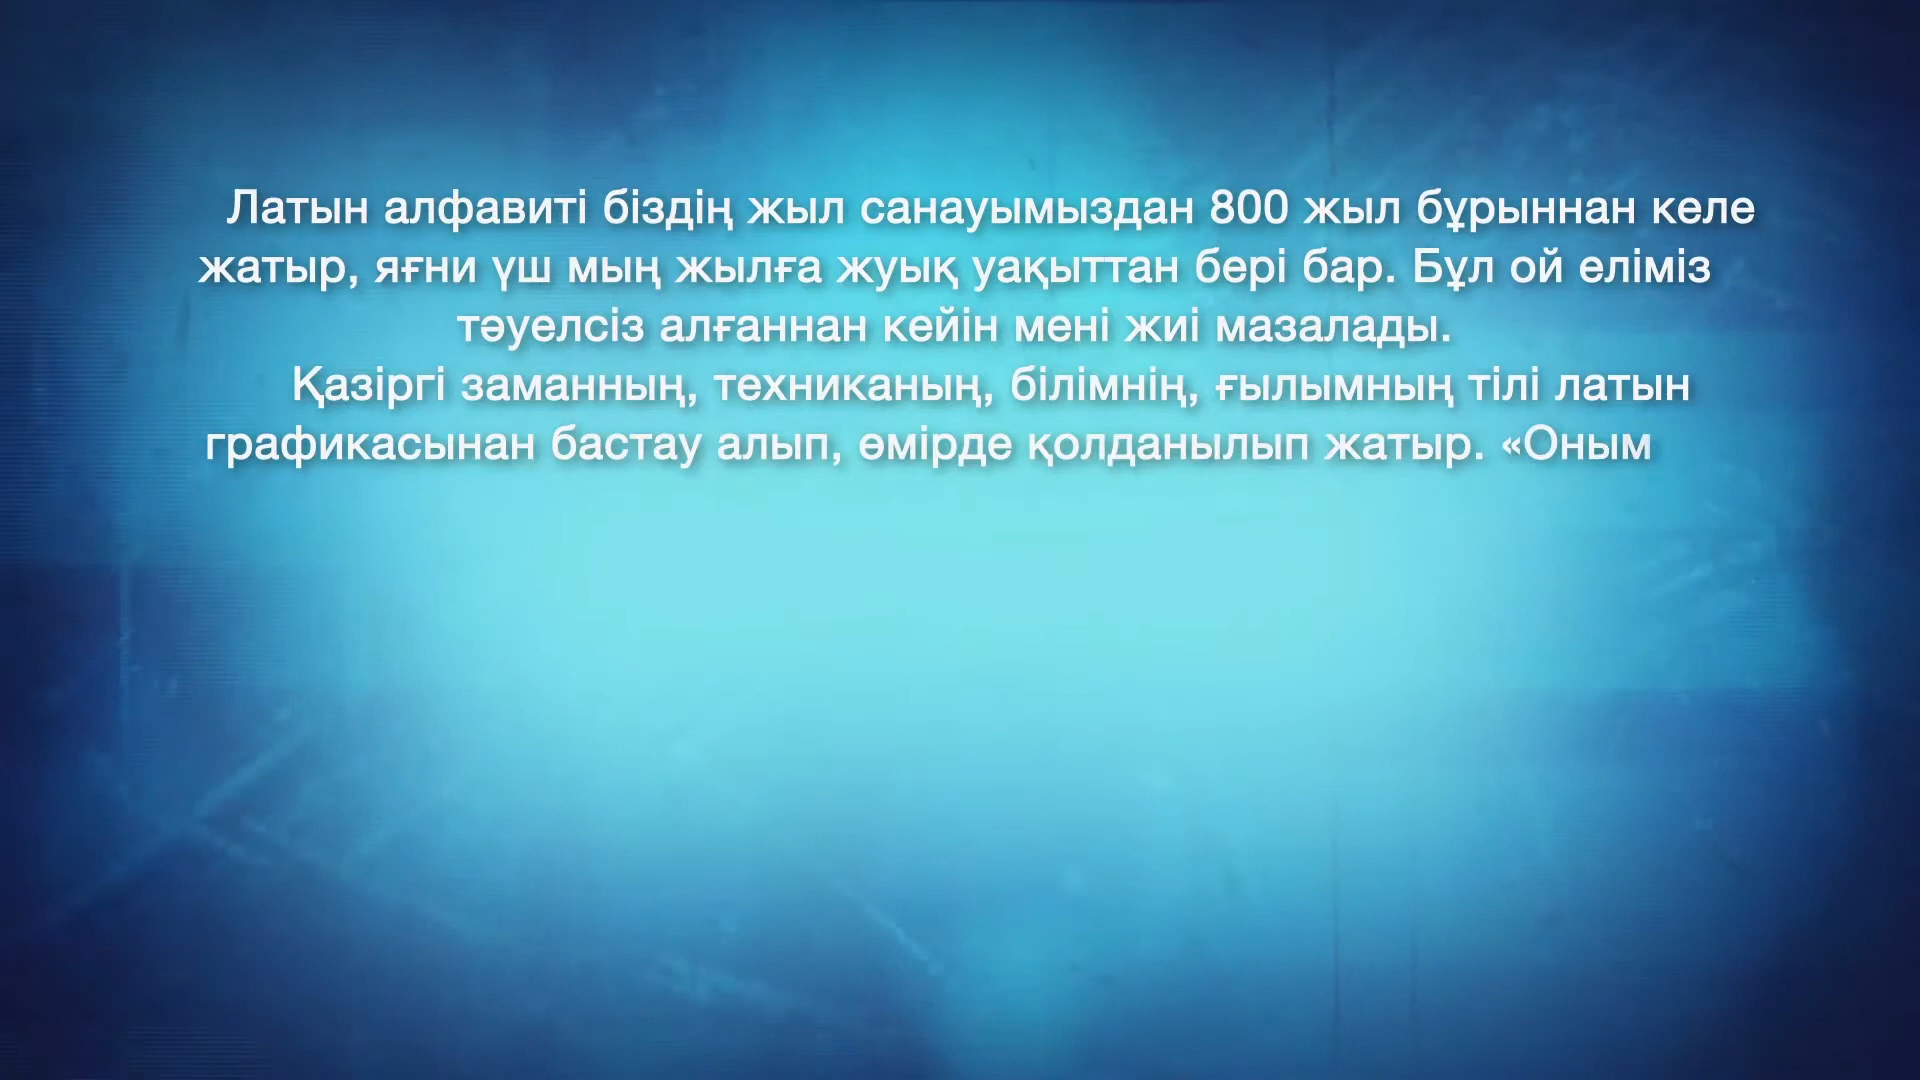 Латын алфавиті біздің жыл санауымыздан 800 жыл бұрыннан келе
жатыр, яғни үш мың жылға жуық уақыттан бері бар. Бұл ой еліміз
тәуелсіз алғаннан кейін мені жиі мазалады.
Қазіргі заманның, техниканың, білімнің, ғылымның тілі латын
графикасынан бастау алып, өмірде қолданылып жатыр. «Оным